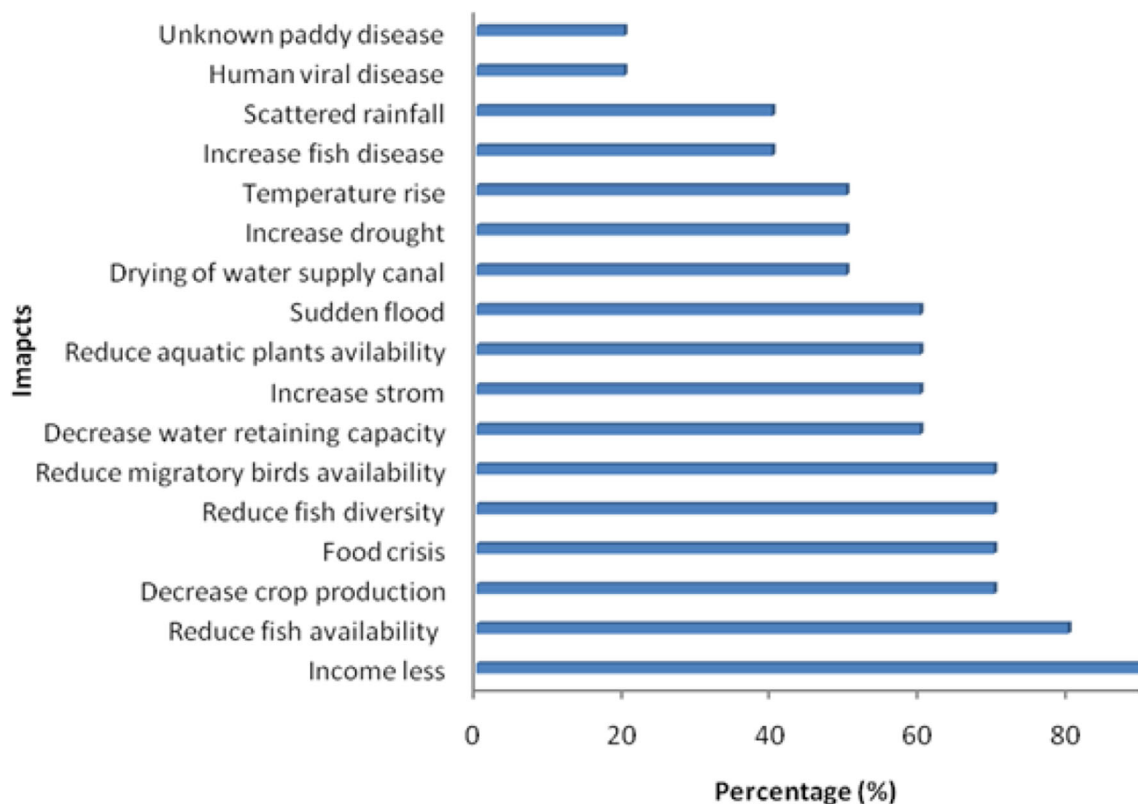 Unknown paddy disease
Human viral disease
Scattered rainfall
Increase fish disease
Temperature rise
Increase drought
Drying of water supply canal
Sudden flood
Reduce aquatic plants avilability
Increase strom
Decrease water retaining capacity
Reduce migratory birds availability
Reduce fish diversity
Food crisis
Decrease crop production
Reduce fish availability
Income less
Imapcts
0 20 40 60 80
Percentage (%)